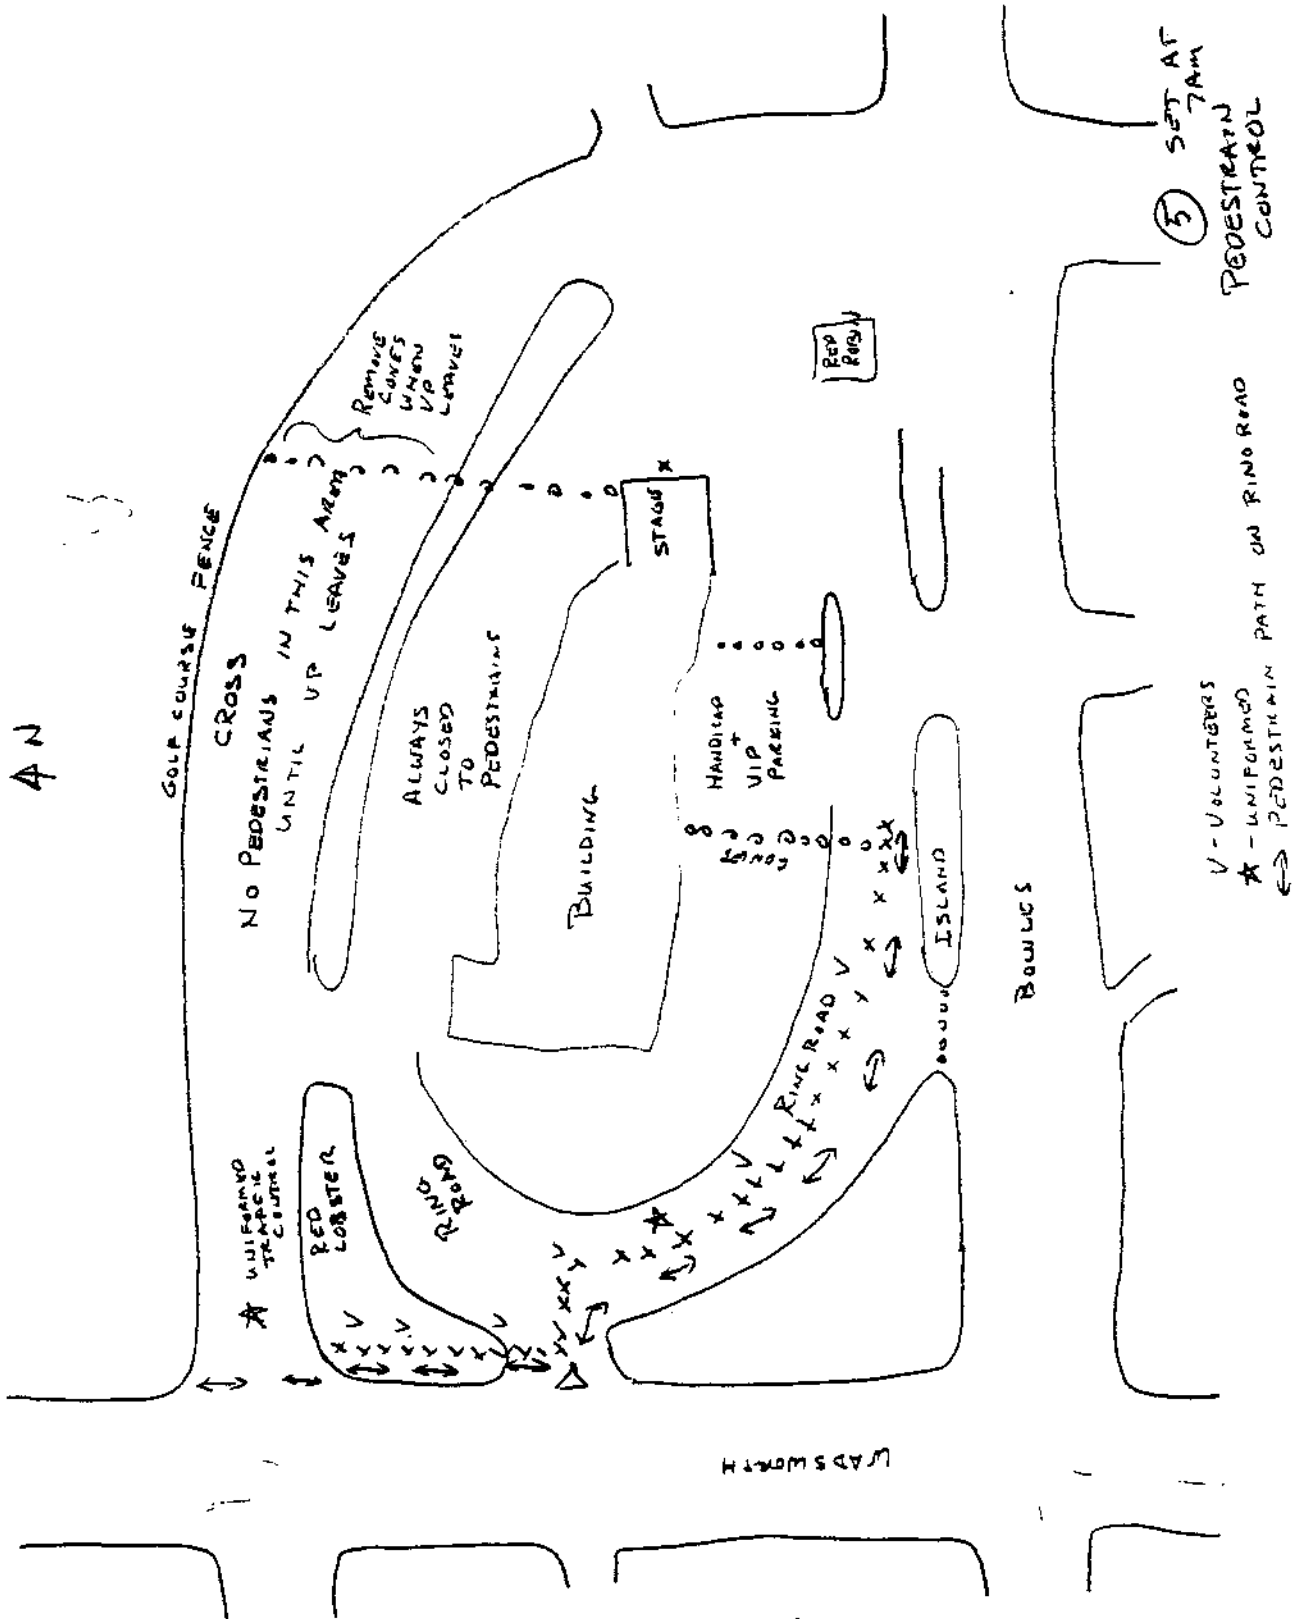 N
GOLF COURSE FENCE
CROSS
NO PEDESTRIANS IN THIS AREA
UNTIL VP LEAVES
REMOVE
CONES
WHEN
VP
LEAVES
ALWAYS
CLOSED
TO
PEDESTRIANS
STAGE
BUILDING
HANDICAP
+
VIP
PARKING
CONES
RED
ROBIN
UNIFORMED
TRAFFIC
CONTROL
RED
LOBSTER
RING
ROAD
RING ROAD
ISLAND
BOWLES
WADSWORTH
V - VOLUNTEERS
☆ - UNIFORMED
↔ PEDESTRAIN PATH ON RING ROAD
5 SET AT
7AM
PEDESTRAIN
CONTROL